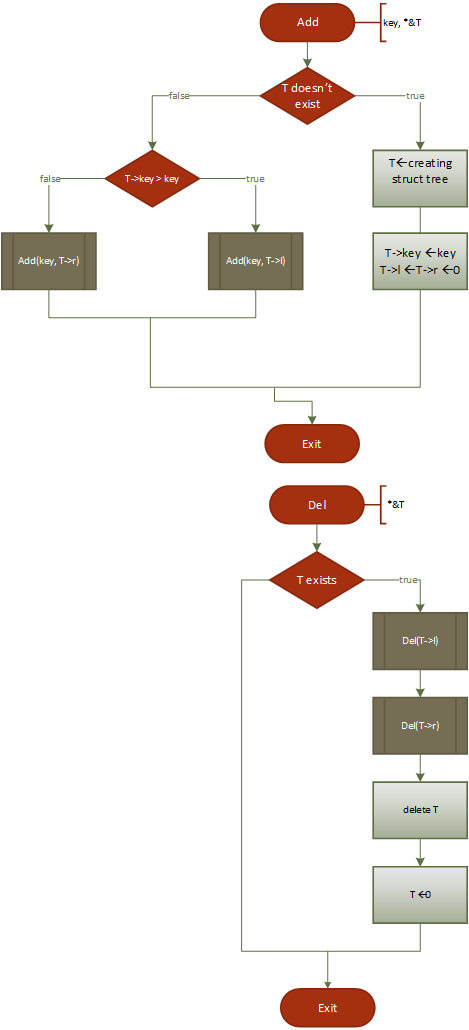 Add
key, *&T
T doesn't
exist
false
true
T->key > key
false
true
T←creating
struct tree
Add(key, T->r)
Add(key, T->l)
T->key ←key
T->l ←T->r ←0
Exit
Del
*&T
T exists
true
Del(T->l)
Del(T->r)
delete T
T ←0
Exit